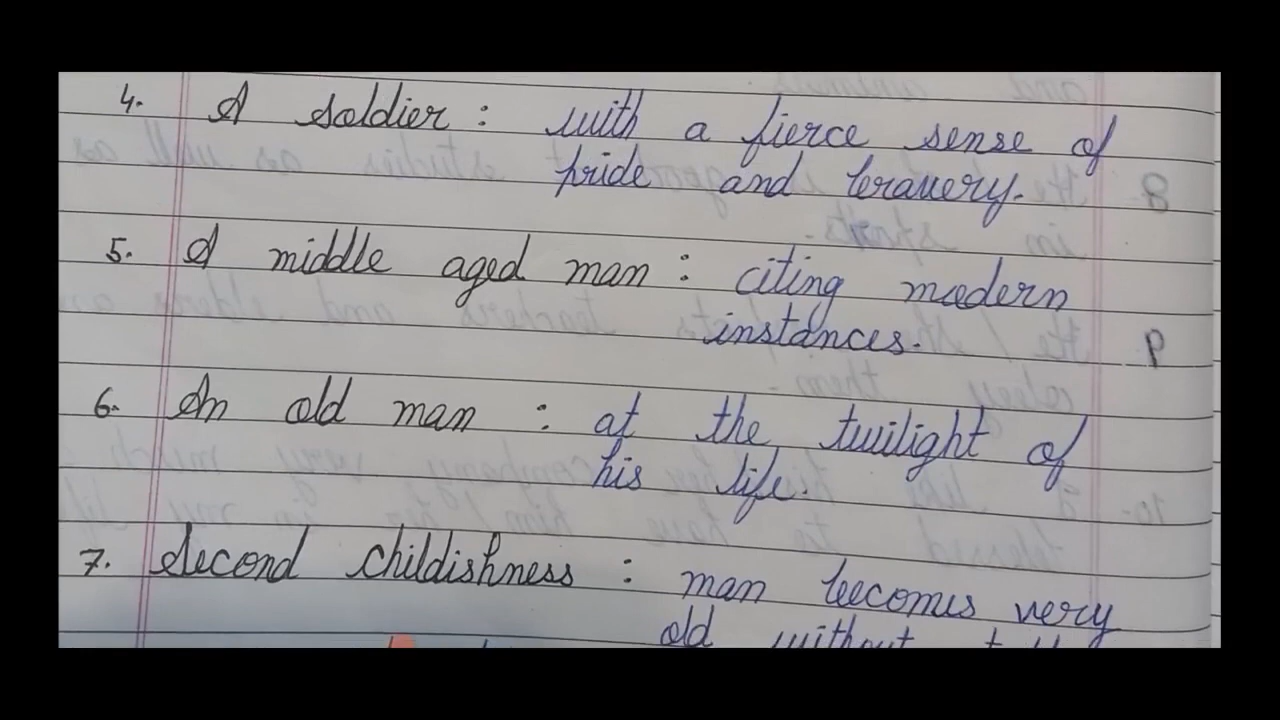 4. A soldier : with a fierce sense of
pride and bravery.
5. A middle aged man : citing modern
instances.
6. An old man : at the twilight of
his life.
7. Second childishness : man becomes very
old without